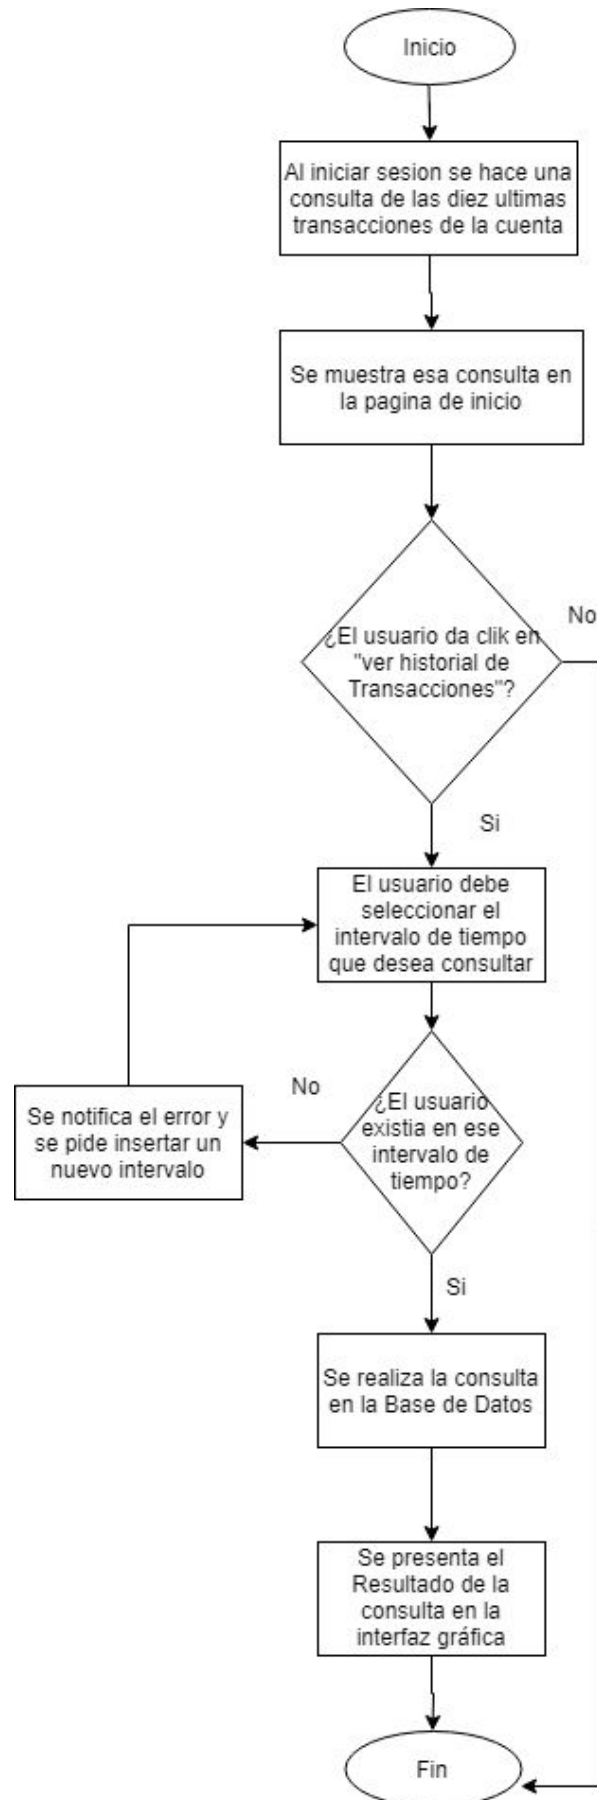 Inicio
Al iniciar sesion se hace una
consulta de las diez ultimas
transacciones de la cuenta
Se muestra esa consulta en
la pagina de inicio
¿El usuario da clik en
"ver historial de
Transacciones"?
No
Si
El usuario debe
seleccionar el
intervalo de tiempo
que desea consultar
No
Se notifica el error y
se pide insertar un
nuevo intervalo
¿El usuario
existia en ese
intervalo de
tiempo?
Si
Se realiza la consulta
en la Base de Datos
Se presenta el
Resultado de la
consulta en la
interfaz gráfica
Fin